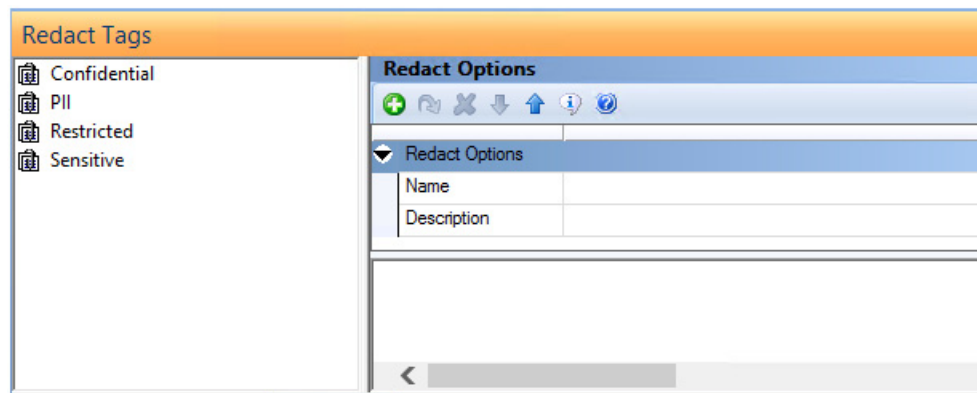 Redact Tags
Confidential
PII
Restricted
Sensitive
Redact Options
Redact Options
Name
Description